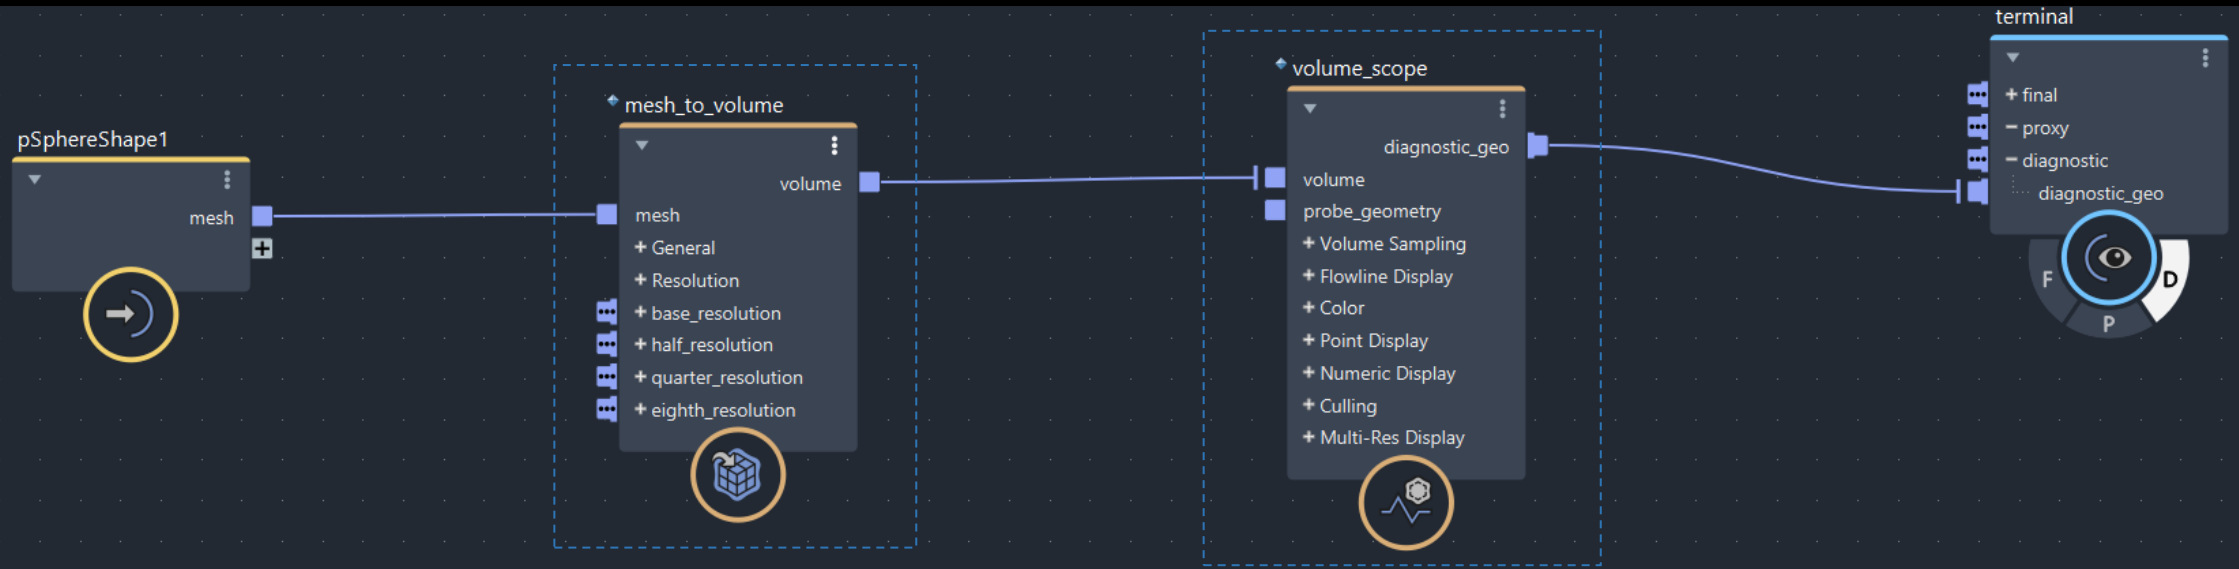 pSphereShape1
mesh
mesh_to_volume
volume
mesh
+ General
+ Resolution
+ base_resolution
+ half_resolution
+ quarter_resolution
+ eighth_resolution
volume_scope
diagnostic_geo
volume
probe_geometry
+ Volume Sampling
+ Flowline Display
+ Color
+ Point Display
+ Numeric Display
+ Culling
+ Multi-Res Display
terminal
+ final
− proxy
− diagnostic
diagnostic_geo
F
P
D